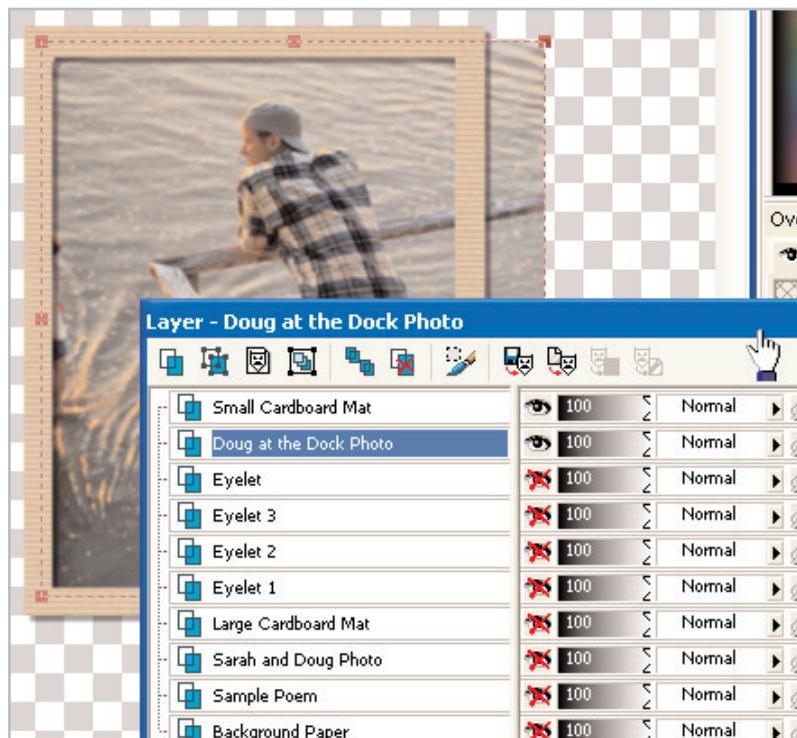 Ov
Layer - Doug at the Dock Photo
Small Cardboard Mat 100 Normal
Doug at the Dock Photo 100 Normal
Eyelet 100 Normal
Eyelet 3 100 Normal
Eyelet 2 100 Normal
Eyelet 1 100 Normal
Large Cardboard Mat 100 Normal
Sarah and Doug Photo 100 Normal
Sample Poem 100 Normal
Background Paper 100 Normal